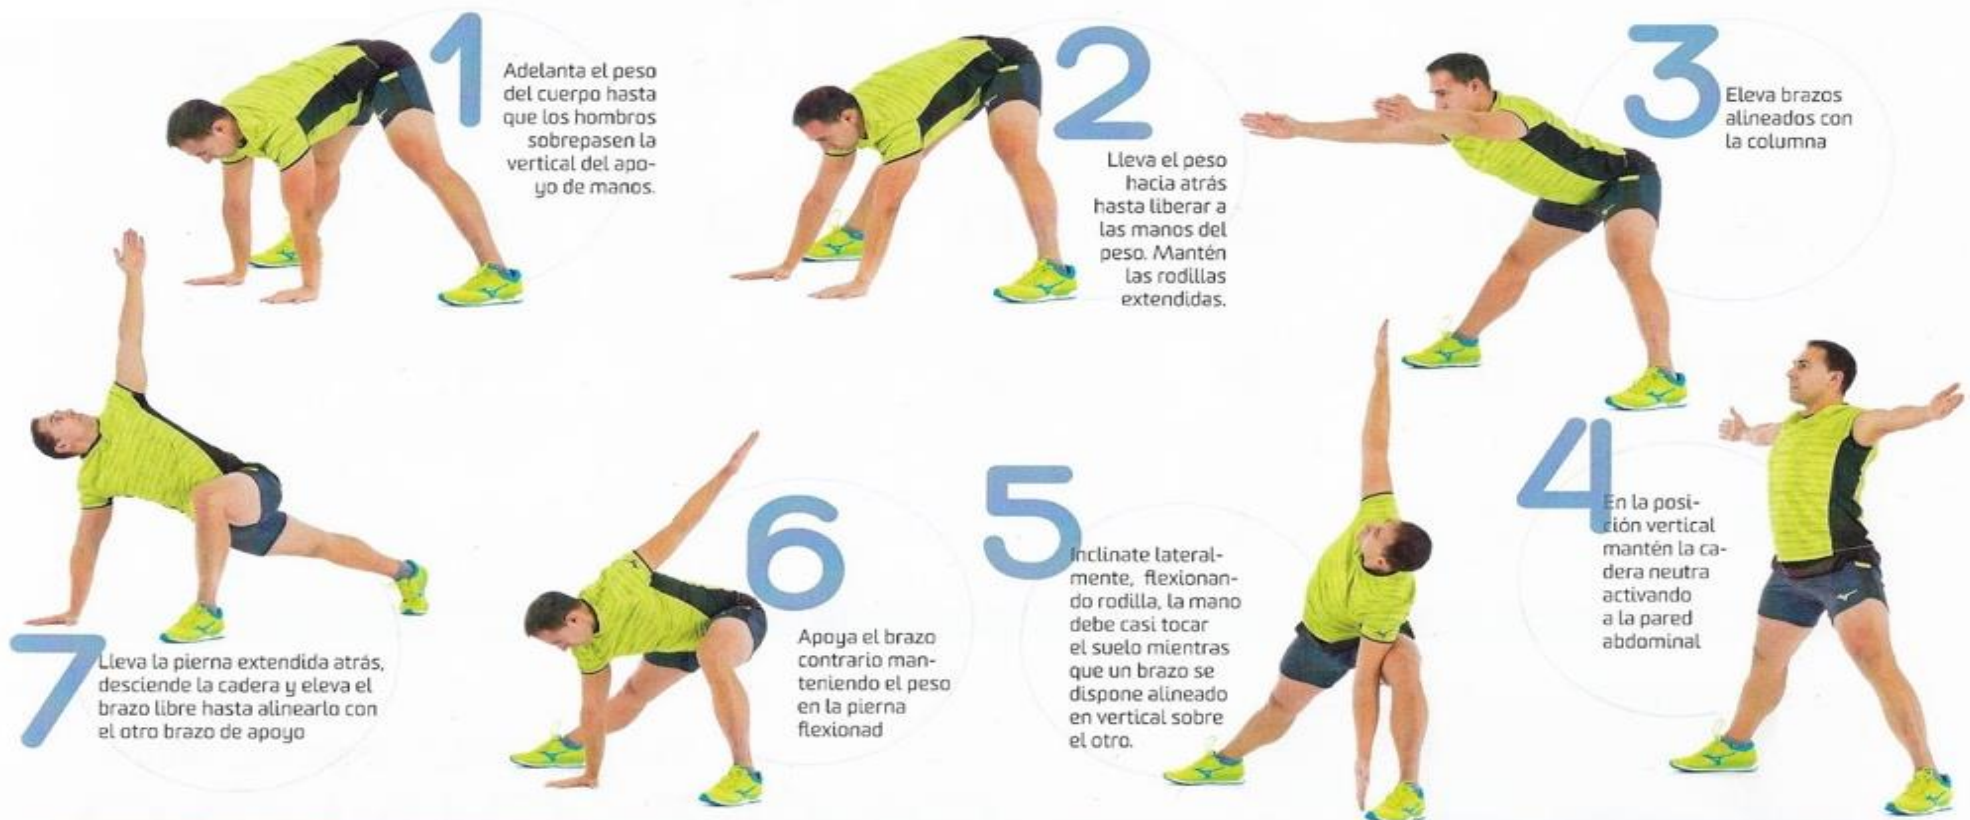 1
Adelanta el peso
del cuerpo hasta
que los hombros
sobrepasen la
vertical del apo-
yo de manos.
2
Lleva el peso
hacia atrás
hasta liberar a
las manos del
peso. Mantén
las rodillas
extendidas.
3
Eleva brazos
alineados con
la columna
4
En la posi-
ción vertical
mantén la ca-
dera neutra
activando
a la pared
abdominal
5
Inclínate lateral-
mente, flexionan-
do rodilla, la mano
debe casi tocar
el suelo mientras
que un brazo se
dispone alineado
en vertical sobre
el otro.
6
Apoya el brazo
contrario man-
teniendo el peso
en la pierna
flexionad
7
Lleva la pierna extendida atrás,
desciende la cadera y eleva el
brazo libre hasta alinearlo con
el otro brazo de apoyo